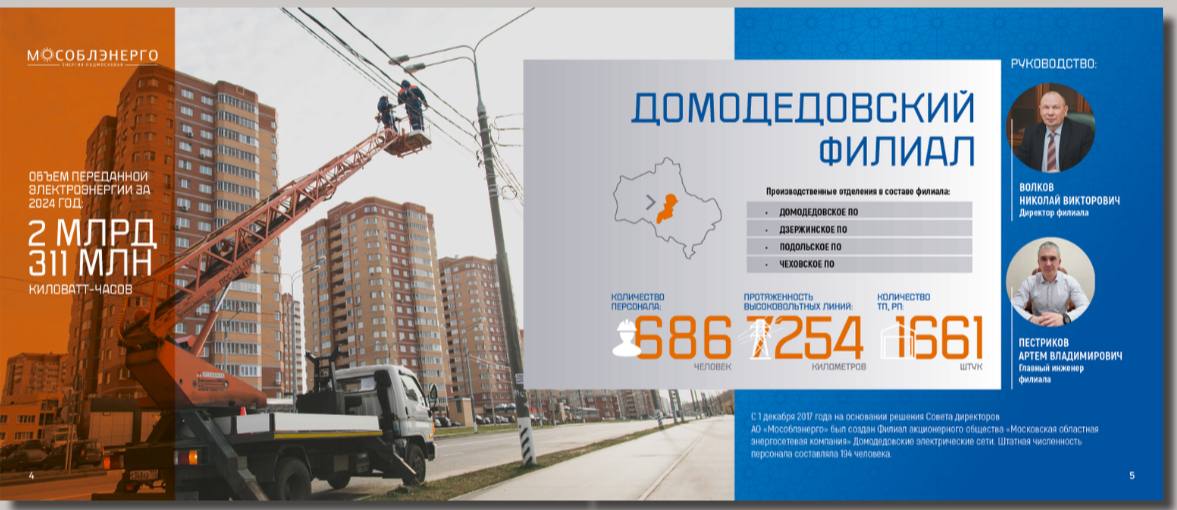 МОСОБЛЭНЕРГО
ЭНЕРГИЯ ПОДМОСКОВЬЯ
ОБЪЕМ ПЕРЕДАННОЙ
ЭЛЕКТРОЭНЕРГИИ ЗА
2024 ГОД:
2 МЛРД
311 МЛН
КИЛОВАТТ-ЧАСОВ
4
ДОМОДЕДОВСКИЙ
ФИЛИАЛ
Производственные отделения в составе филиала:
• ДОМОДЕДОВСКОЕ ПО
• ДЗЕРЖИНСКОЕ ПО
• ПОДОЛЬСКОЕ ПО
• ЧЕХОВСКОЕ ПО
КОЛИЧЕСТВО
ПЕРСОНАЛА:
686
ЧЕЛОВЕК
ПРОТЯЖЕННОСТЬ
ВЫСОКОВОЛЬТНЫХ ЛИНИЙ:
7254
КИЛОМЕТРОВ
КОЛИЧЕСТВО
ТП, РП:
1661
ШТУК
РУКОВОДСТВО:
ВОЛКОВ
НИКОЛАЙ ВИКТОРОВИЧ
Директор филиала
ПЕСТРИКОВ
АРТЕМ ВЛАДИМИРОВИЧ
Главный инженер
филиала
С 1 декабря 2017 года на основании решения Совета директоров
АО «Мособлэнерго» был создан Филиал акционерного общества «Московская областная
энергосетевая компания» Домодедовские электрические сети. Штатная численность
персонала составляла 194 человека.
5